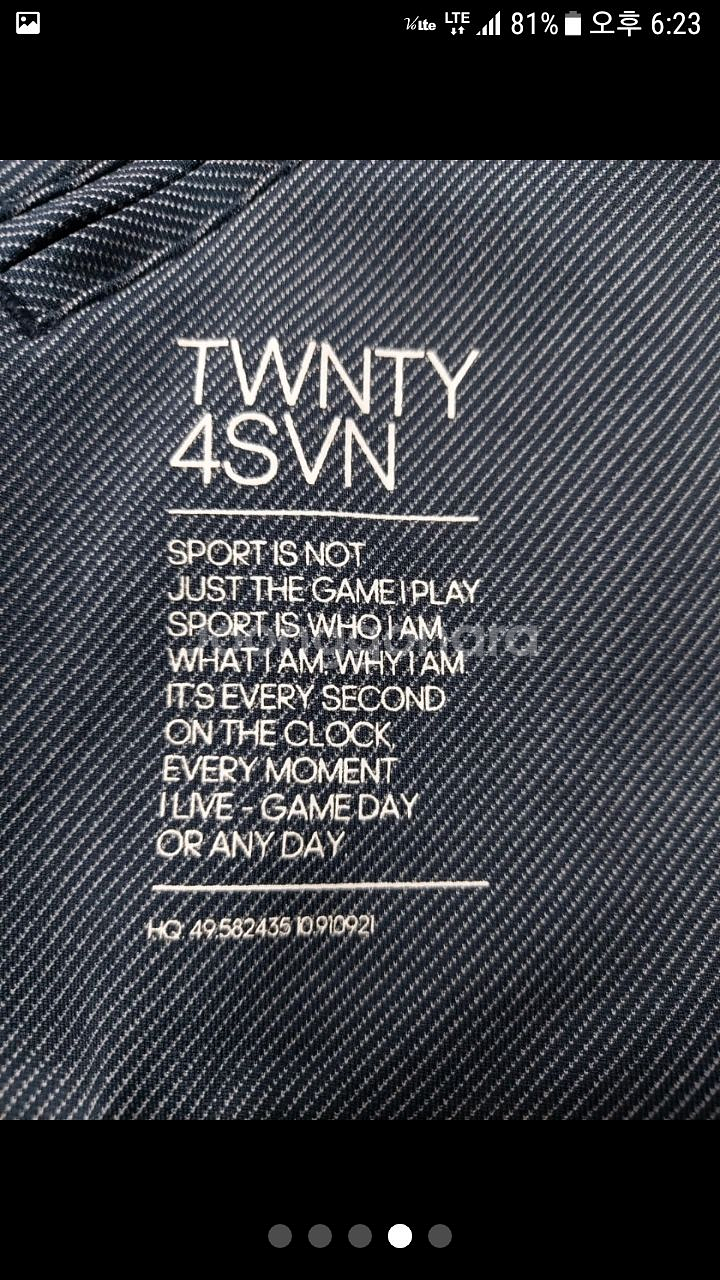 VoLTE LTE 81% 오후 6:23
TWNTY
4SVN
SPORT IS NOT
JUST THE GAME I PLAY
SPORT IS WHO I AM,
WHAT I AM. WHY I AM.
IT'S EVERY SECOND
ON THE CLOCK,
EVERY MOMENT
I LIVE - GAME DAY
OR ANY DAY.
HQ: 49.582435 10.910921